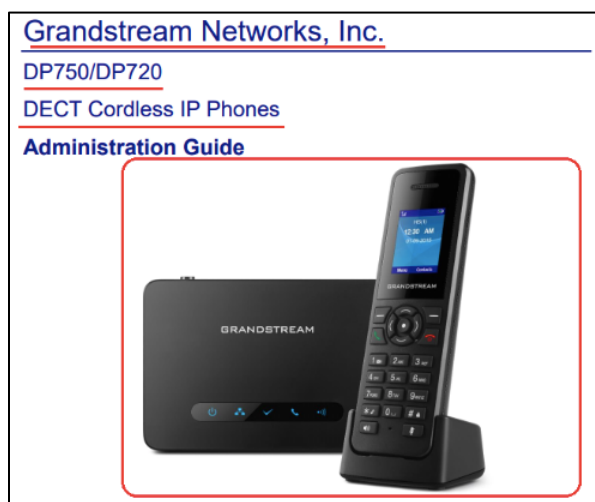 Grandstream Networks, Inc.
DP750/DP720
DECT Cordless IP Phones
Administration Guide
12:30 AM
Menu Contacts
GRANDSTREAM
GRANDSTREAM